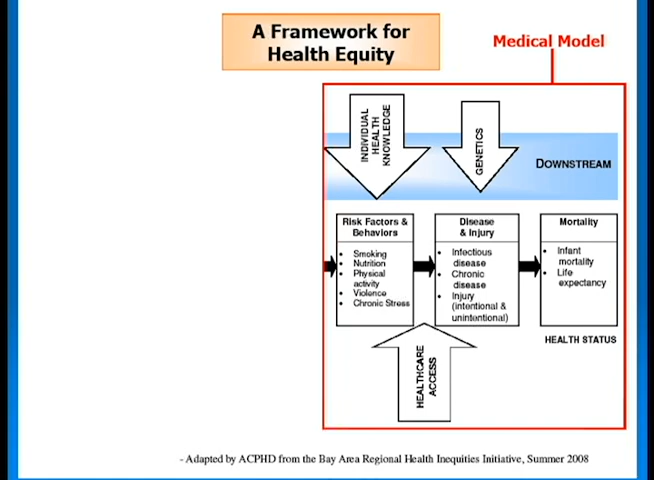 A Framework for
Health Equity
Medical Model
INDIVIDUAL
HEALTH
KNOWLEDGE
GENETICS
DOWNSTREAM
Risk Factors &
Behaviors
• Smoking
• Nutrition
• Physical
activity
• Violence
• Chronic Stress
Disease
& Injury
• Infectious
disease
• Chronic
disease
• Injury
(intentional &
unintentional)
Mortality
• Infant
mortality
• Life
expectancy
HEALTH STATUS
HEALTHCARE
ACCESS
- Adapted by ACPHD from the Bay Area Regional Health Inequities Initiative, Summer 2008